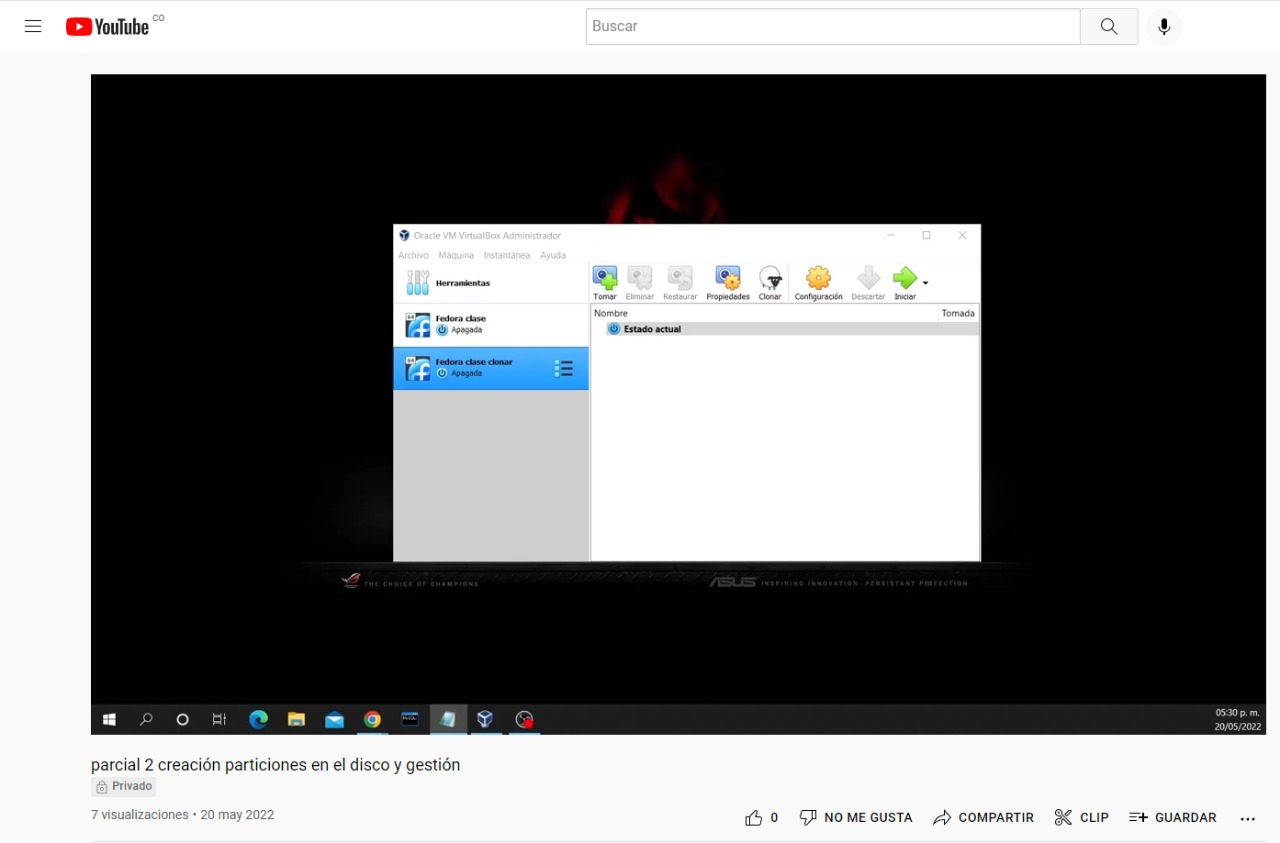 YouTube CO
Buscar
Oracle VM VirtualBox Administrador
Archivo Máquina Instantánea Ayuda
Herramientas
Tomar Eliminar Restaurar Propiedades Clonar Configuración Descartar Iniciar
Nombre Tomada
Estado actual
64 Fedora clase
Apagada
64 Fedora clase clonar
Apagada
THE CHOICE OF CHAMPIONS
ASUS INSPIRING INNOVATION · PERSISTANT PERFECTION
05:30 p. m.
20/05/2022
parcial 2 creación particiones en el disco y gestión
Privado
7 visualizaciones • 20 may 2022
0 NO ME GUSTA COMPARTIR CLIP GUARDAR